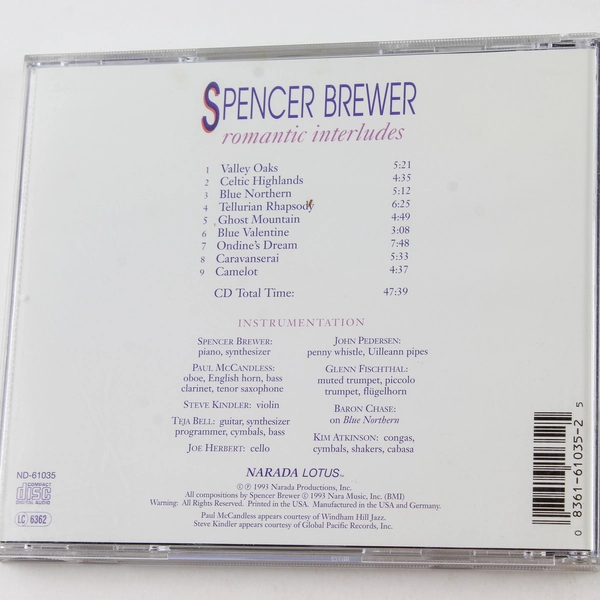 SPENCER BREWER
romantic interludes
1 Valley Oaks 5:21
2 Celtic Highlands 4:35
3 Blue Northern 5:12
4 Tellurian Rhapsody 6:25
5 Ghost Mountain 4:49
6 Blue Valentine 3:08
7 Ondine's Dream 7:48
8 Caravanserai 5:33
9 Camelot 4:37
CD Total Time: 47:39
INSTRUMENTATION
SPENCER BREWER:
piano, synthesizer
PAUL MCCANDLESS:
oboe, English horn, bass
clarinet, tenor saxophone
STEVE KINDLER: violin
TEJA BELL: guitar, synthesizer
programmer, cymbals, bass
JOE HERBERT: cello
JOHN PEDERSEN:
penny whistle, Uilleann pipes
GLENN FISCHTHAL:
muted trumpet, piccolo
trumpet, flügelhorn
BARON CHASE:
on Blue Northern
KIM ATKINSON: congas,
cymbals, shakers, cabasa
NARADA LOTUS™
ND-61035
COMPACT
disc
DIGITAL AUDIO
LC 6362
© ℗ 1993 Narada Productions, Inc.
All compositions by Spencer Brewer © 1993 Nara Music, Inc. (BMI)
Warning: All Rights Reserved. Printed in the USA. Manufactured in the USA and Germany.
Paul McCandless appears courtesy of Windham Hill Jazz.
Steve Kindler appears courtesy of Global Pacific Records, Inc.
0 8361-61035-2 5